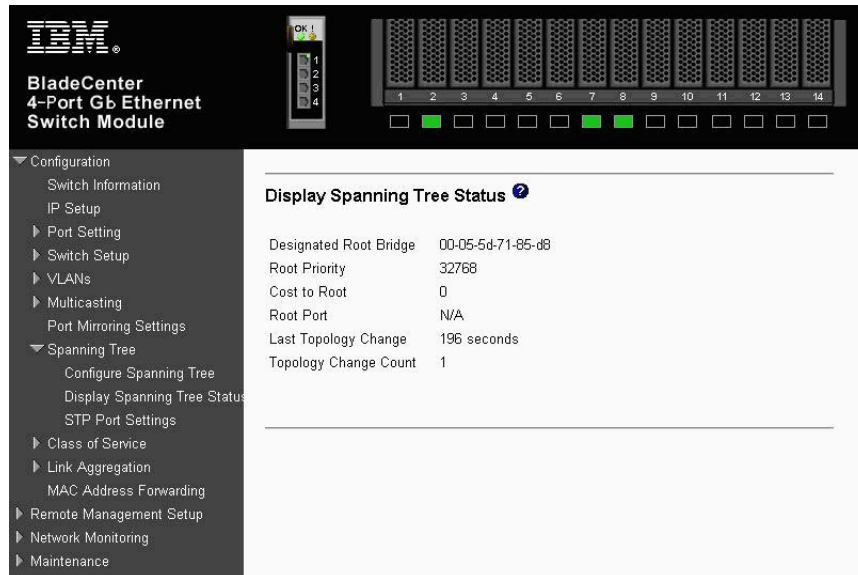 IBM®
BladeCenter
4-Port Gb Ethernet
Switch Module
OK !
1
2
3
4
1 2 3 4 5 6 7 8 9 10 11 12 13 14
Configuration
Switch Information
IP Setup
Port Setting
Switch Setup
VLANs
Multicasting
Port Mirroring Settings
Spanning Tree
Configure Spanning Tree
Display Spanning Tree Status
STP Port Settings
Class of Service
Link Aggregation
MAC Address Forwarding
Remote Management Setup
Network Monitoring
Maintenance
Display Spanning Tree Status ?
Designated Root Bridge 00-05-5d-71-85-d8
Root Priority 32768
Cost to Root 0
Root Port N/A
Last Topology Change 196 seconds
Topology Change Count 1